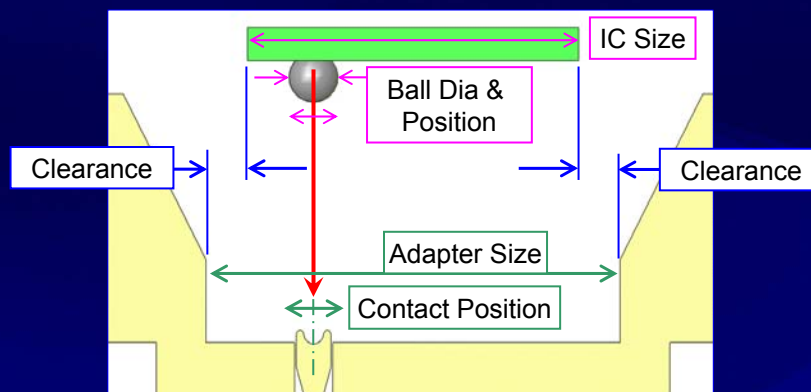 IC Size
Ball Dia &
Position
Clearance
Clearance
Adapter Size
Contact Position